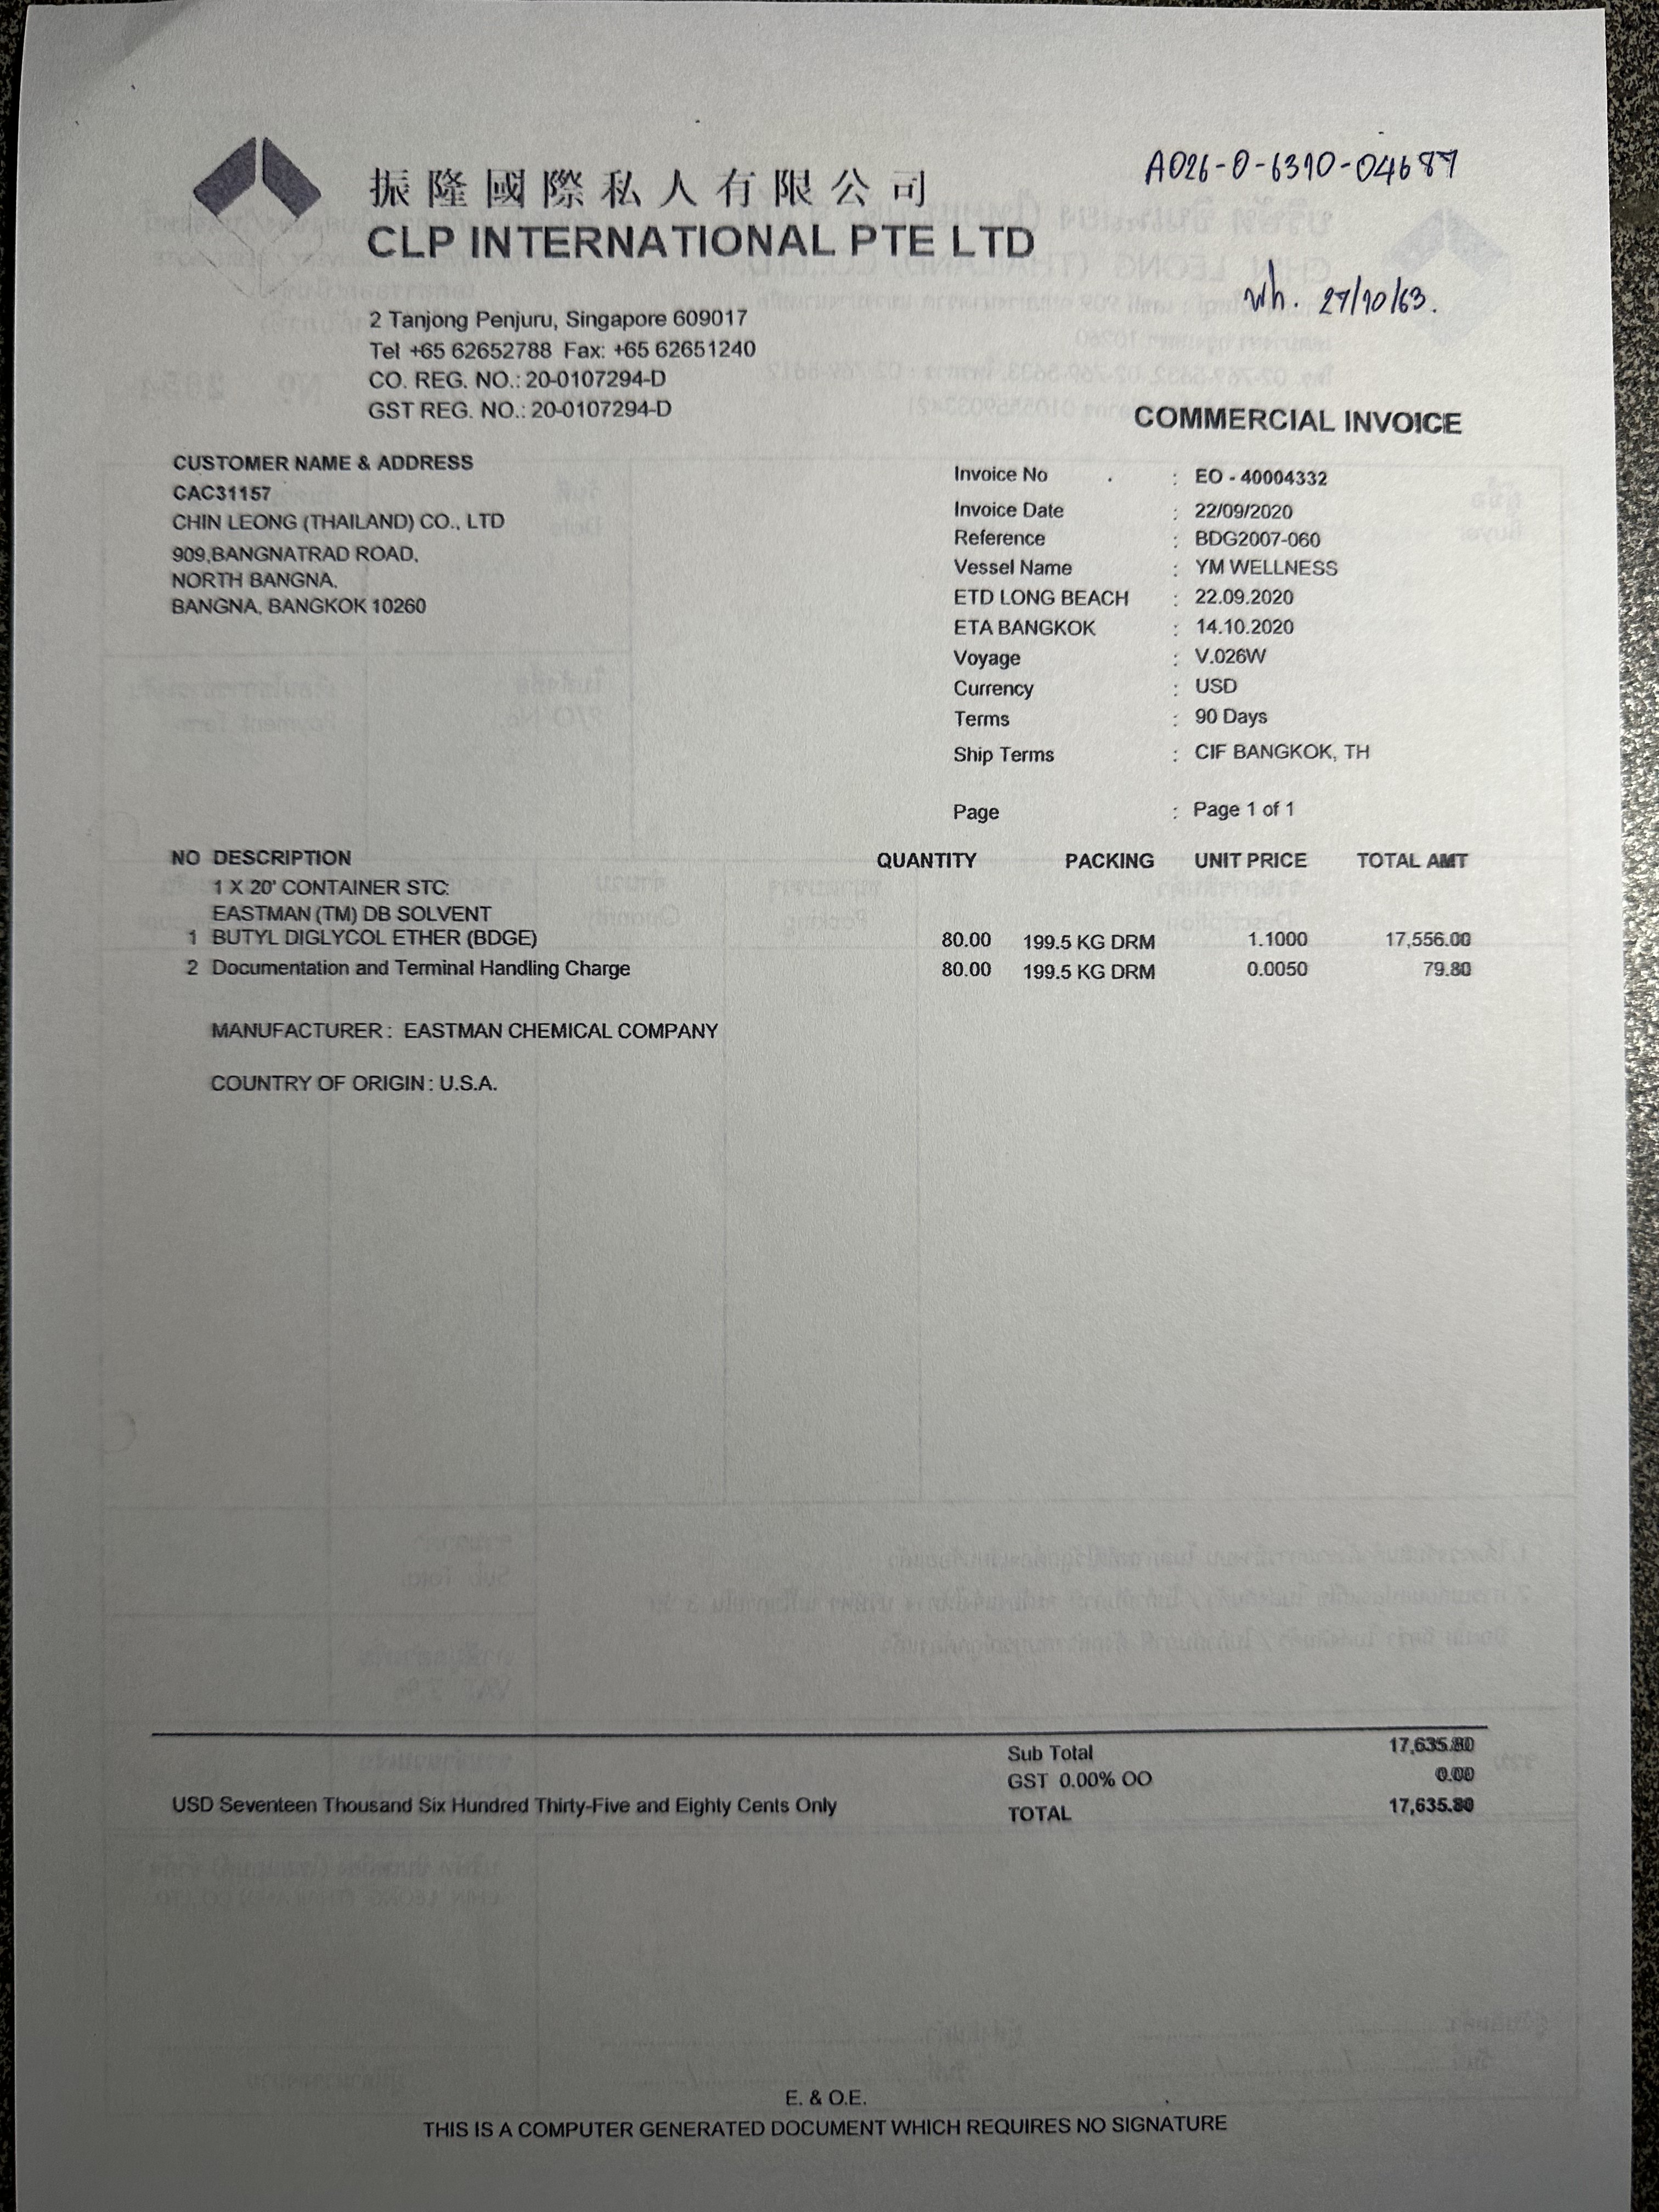 A026-0-6310-04687
振隆國際私人有限公司
CLP INTERNATIONAL PTE LTD
27/10/63.
2 Tanjong Penjuru, Singapore 609017
Tel +65 62652788 Fax: +65 62651240
CO. REG. NO.: 20-0107294-D
GST REG. NO.: 20-0107294-D
COMMERCIAL INVOICE
CUSTOMER NAME & ADDRESS
CAC31157
CHIN LEONG (THAILAND) CO., LTD
909,BANGNATRAD ROAD,
NORTH BANGNA,
BANGNA, BANGKOK 10260
Invoice No : EO - 40004332
Invoice Date : 22/09/2020
Reference : BDG2007-060
Vessel Name : YM WELLNESS
ETD LONG BEACH : 22.09.2020
ETA BANGKOK : 14.10.2020
Voyage : V.026W
Currency : USD
Terms : 90 Days
Ship Terms : CIF BANGKOK, TH
Page : Page 1 of 1
NO DESCRIPTION QUANTITY PACKING UNIT PRICE TOTAL AMT
1 X 20' CONTAINER STC:
EASTMAN (TM) DB SOLVENT
1 BUTYL DIGLYCOL ETHER (BDGE) 80.00 199.5 KG DRM 1.1000 17,556.00
2 Documentation and Terminal Handling Charge 80.00 199.5 KG DRM 0.0050 79.80
MANUFACTURER : EASTMAN CHEMICAL COMPANY
COUNTRY OF ORIGIN : U.S.A.
Sub Total 17,635.80
GST 0.00% OO 0.00
USD Seventeen Thousand Six Hundred Thirty-Five and Eighty Cents Only TOTAL 17,635.80
E. & O.E.
THIS IS A COMPUTER GENERATED DOCUMENT WHICH REQUIRES NO SIGNATURE